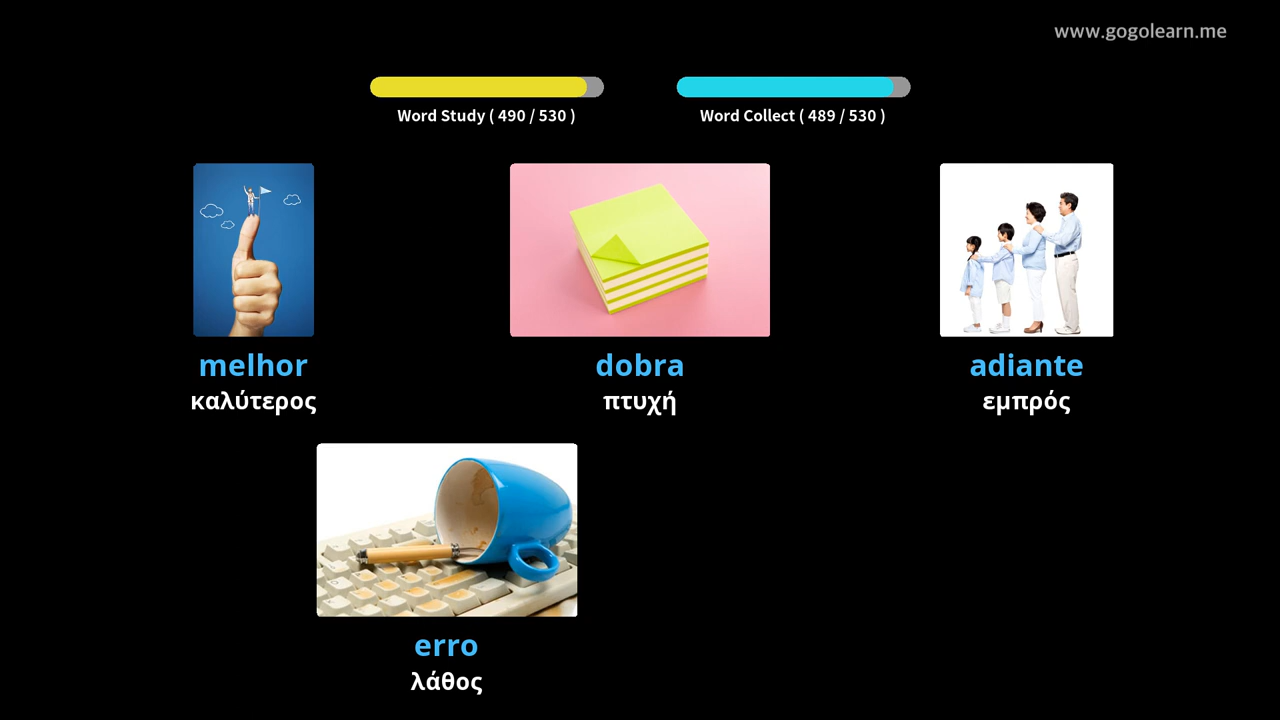 www.gogolearn.me
Word Study ( 490 / 530 )
Word Collect ( 489 / 530 )
melhor
καλύτερος
dobra
πτυχή
adiante
εμπρός
erro
λάθος